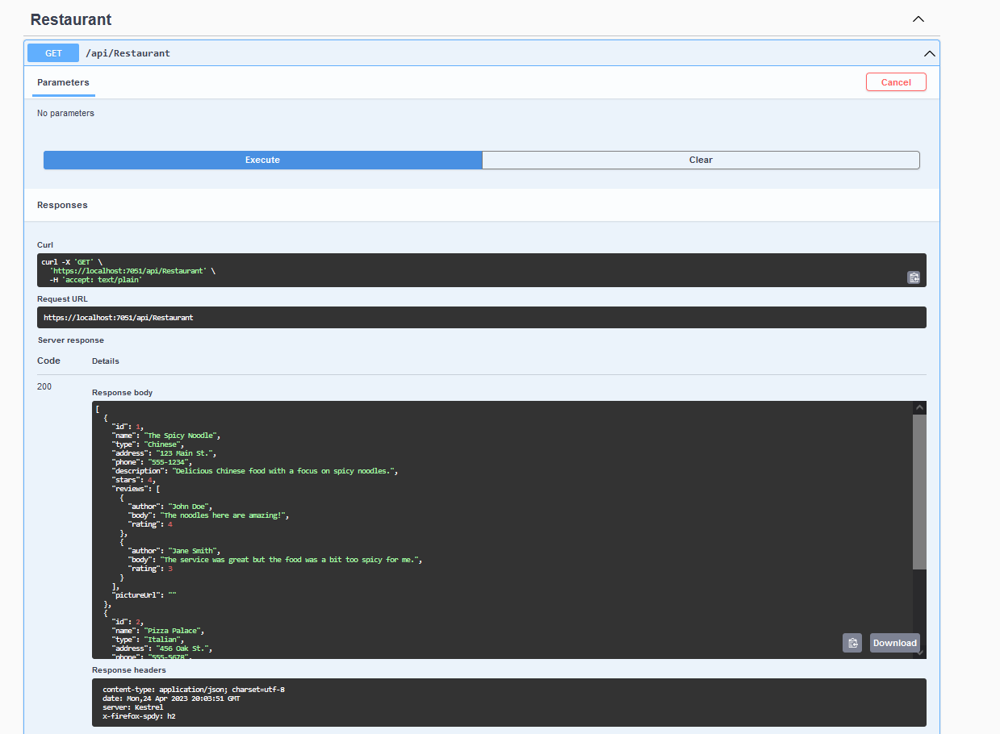 Restaurant
GET /api/Restaurant
Parameters
Cancel
No parameters
Execute
Clear
Responses
Curl
curl -X 'GET' \
  'https://localhost:7051/api/Restaurant' \
  -H 'accept: text/plain'
Request URL
https://localhost:7051/api/Restaurant
Server response
Code Details
200
Response body
[
  {
    "id": 1,
    "name": "The Spicy Noodle",
    "type": "Chinese",
    "address": "123 Main St.",
    "phone": "555-1234",
    "description": "Delicious Chinese food with a focus on spicy noodles.",
    "stars": 4,
    "reviews": [
      {
        "author": "John Doe",
        "body": "The noodles here are amazing!",
        "rating": 4
      },
      {
        "author": "Jane Smith",
        "body": "The service was great but the food was a bit too spicy for me.",
        "rating": 3
      }
    ],
    "pictureUrl": ""
  },
  {
    "id": 2,
    "name": "Pizza Palace",
    "type": "Italian",
    "address": "456 Oak St.",
    "phone": "555-5678",
Download
Response headers
content-type: application/json; charset=utf-8
date: Mon,24 Apr 2023 20:03:51 GMT
server: Kestrel
x-firefox-spdy: h2